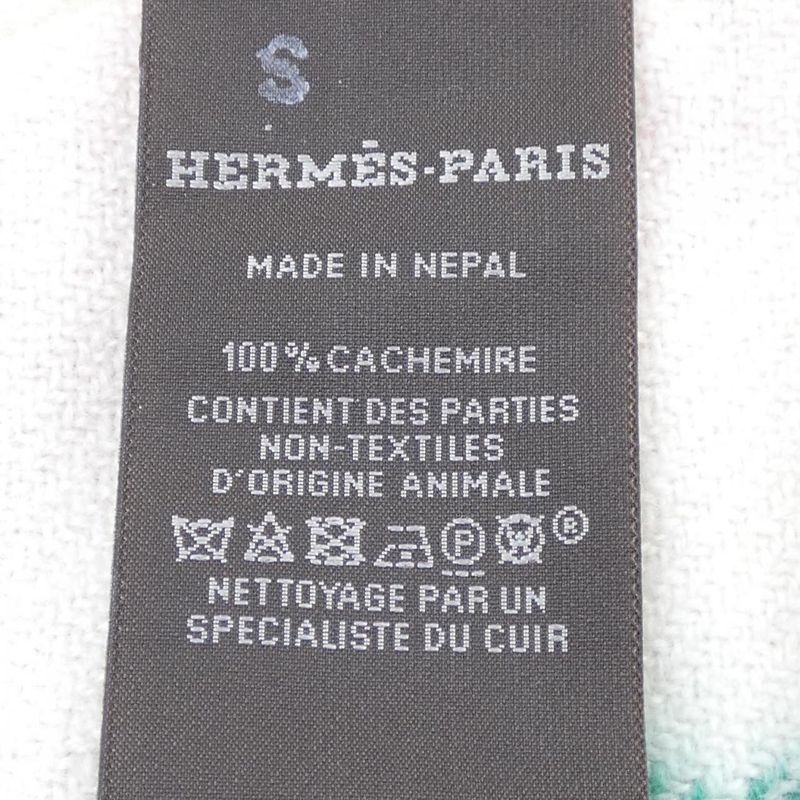 S
HERMÈS-PARIS
MADE IN NEPAL
100% CACHEMIRE
CONTIENT DES PARTIES
NON-TEXTILES
D'ORIGINE ANIMALE
P ®
NETTOYAGE PAR UN
SPECIALISTE DU CUIR